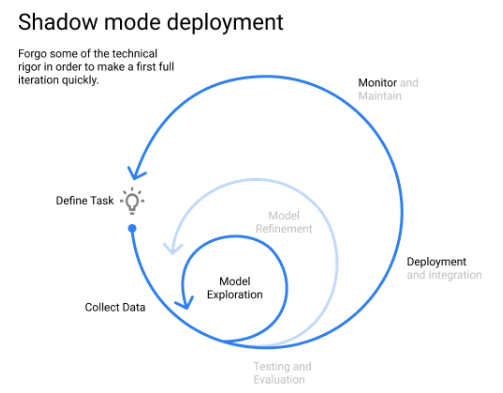 Shadow mode deployment
Forgo some of the technical
rigor in order to make a first full
iteration quickly.
Monitor and
Maintain
Define Task
Model
Refinement
Deployment
and Integration
Model
Exploration
Collect Data
Testing and
Evaluation